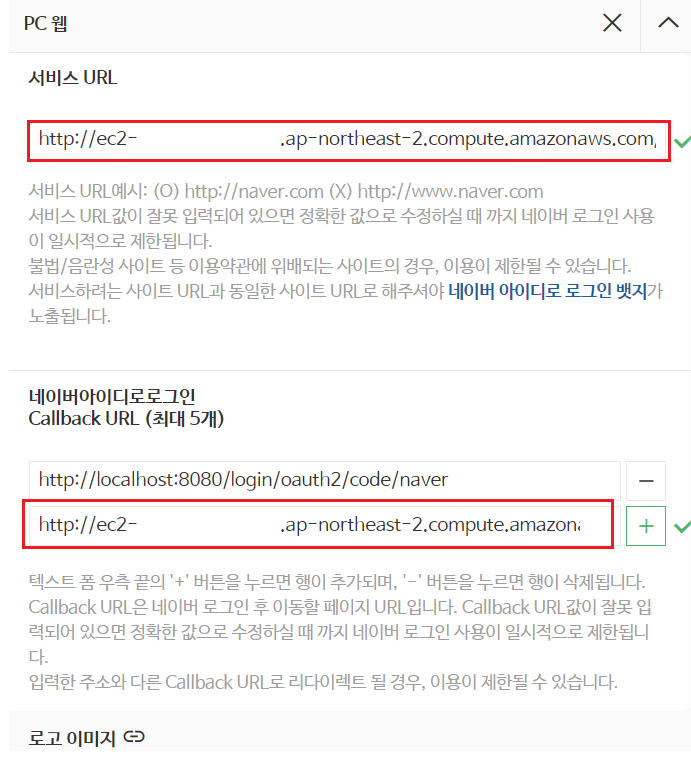 PC 웹
서비스 URL
http://ec2- .ap-northeast-2.compute.amazonaws.com/
서비스 URL예시: (O) http://naver.com (X) http://www.naver.com
서비스 URL값이 잘못 입력되어 있으면 정확한 값으로 수정하실 때 까지 네이버 로그인 사용
이 일시적으로 제한됩니다.
불법/음란성 사이트 등 이용약관에 위배되는 사이트의 경우, 이용이 제한될 수 있습니다.
서비스하려는 사이트 URL과 동일한 사이트 URL로 해주셔야 네이버 아이디로 로그인 뱃지가
노출됩니다.
네이버아이디로로그인
Callback URL (최대 5개)
http://localhost:8080/login/oauth2/code/naver
http://ec2- .ap-northeast-2.compute.amazona
텍스트 폼 우측 끝의 '+' 버튼을 누르면 행이 추가되며, '-' 버튼을 누르면 행이 삭제됩니다.
Callback URL은 네이버 로그인 후 이동할 페이지 URL입니다. Callback URL값이 잘못 입
력되어 있으면 정확한 값으로 수정하실 때 까지 네이버 로그인 사용이 일시적으로 제한됩니
다.
입력한 주소와 다른 Callback URL로 리다이렉트 될 경우, 이용이 제한될 수 있습니다.
로고 이미지